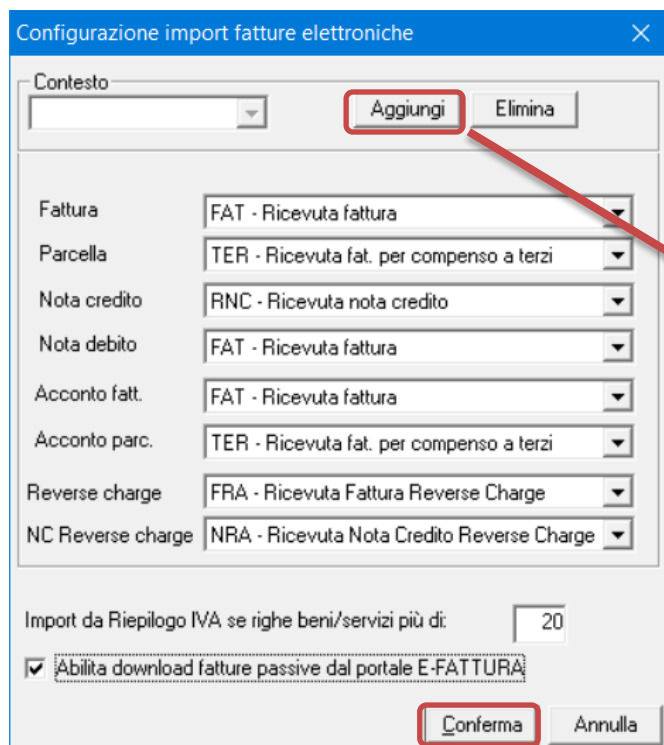 Configurazione import fatture elettroniche
Contesto
Aggiungi Elimina
Fattura FAT - Ricevuta fattura
Parcella TER - Ricevuta fat. per compenso a terzi
Nota credito RNC - Ricevuta nota credito
Nota debito FAT - Ricevuta fattura
Acconto fatt. FAT - Ricevuta fattura
Acconto parc. TER - Ricevuta fat. per compenso a terzi
Reverse charge FRA - Ricevuta Fattura Reverse Charge
NC Reverse charge NRA - Ricevuta Nota Credito Reverse Charge
Import da Riepilogo IVA se righe beni/servizi più di: 20
Abilita download fatture passive dal portale E-FATTURA
Conferma Annulla